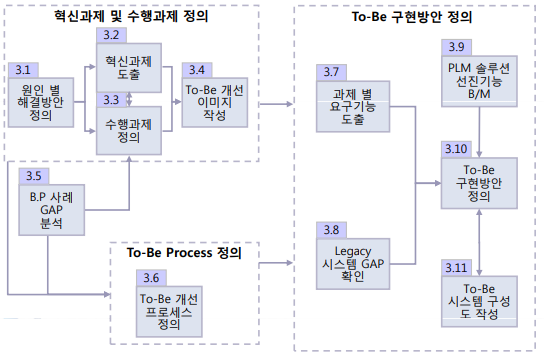 혁신과제 및 수행과제 정의
3.1
원인 별
해결방안
정의
3.2
혁신과제
도출
3.3
수행과제
정의
3.4
To-Be 개선
이미지
작성
3.5
B.P 사례
GAP
분석
To-Be Process 정의
3.6
To-Be 개선
프로세스
정의
To-Be 구현방안 정의
3.7
과제 별
요구기능
도출
3.8
Legacy
시스템 GAP
확인
3.9
PLM 솔루션
선진기능
B/M
3.10
To-Be
구현방안
정의
3.11
To-Be
시스템 구성
도 작성